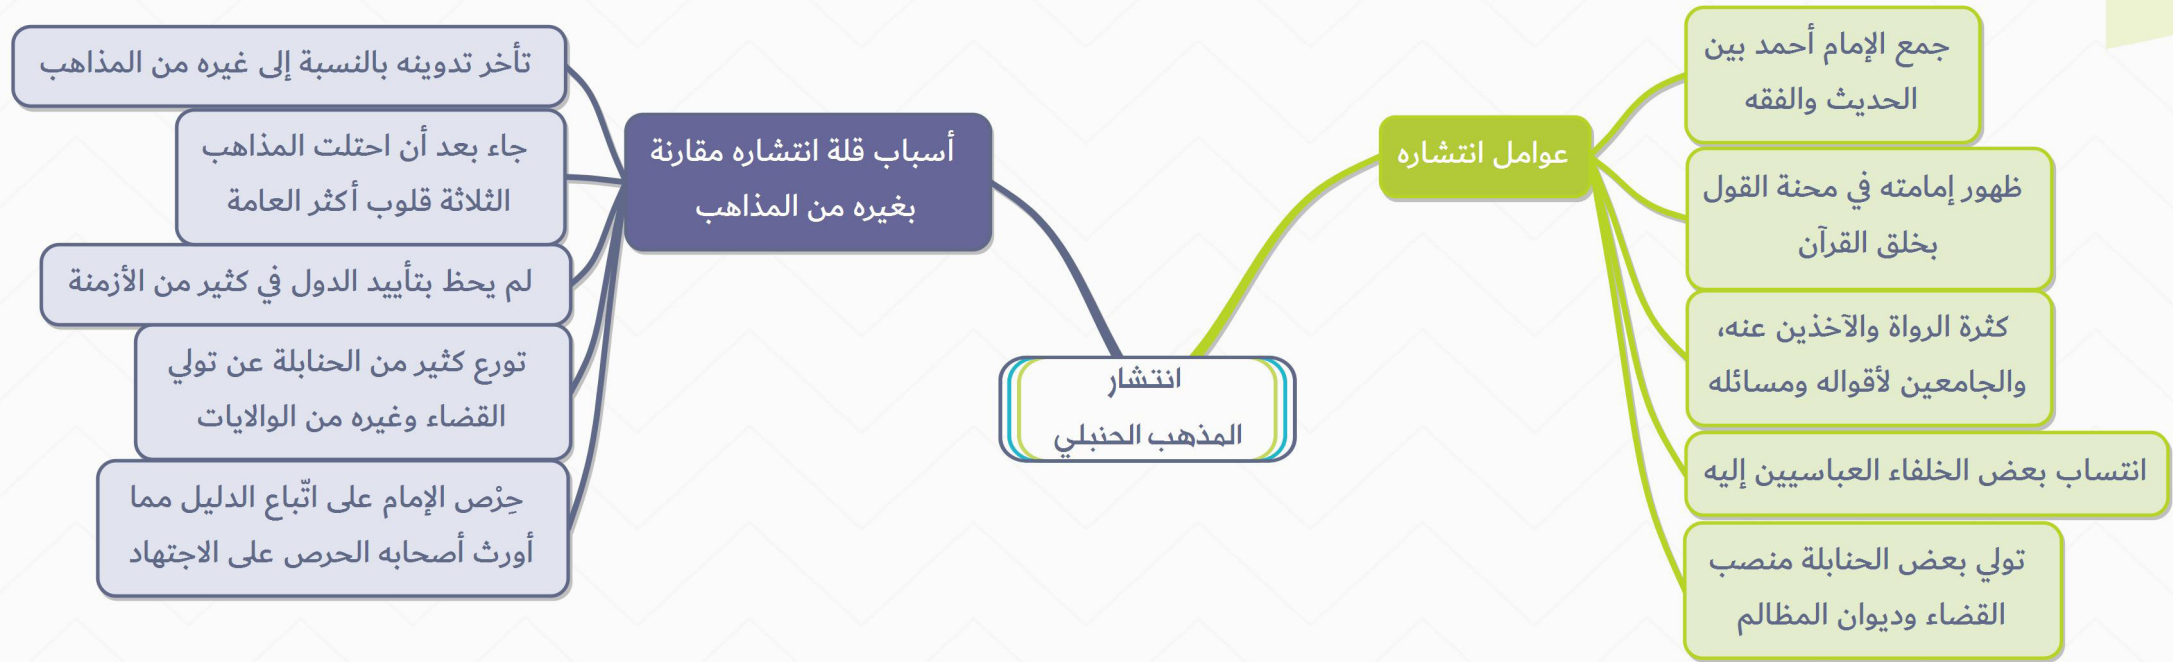 انتشار
المذهب الحنبلي
عوامل انتشاره
جمع الإمام أحمد بين
الحديث والفقه
ظهور إمامته في محنة القول
بخلق القرآن
كثرة الرواة والآخذين عنه،
والجامعين لأقواله ومسائله
انتساب بعض الخلفاء العباسيين إليه
تولي بعض الحنابلة منصب
القضاء وديوان المظالم
أسباب قلة انتشاره مقارنة
بغيره من المذاهب
تأخر تدوينه بالنسبة إلى غيره من المذاهب
جاء بعد أن احتلت المذاهب
الثلاثة قلوب أكثر العامة
لم يحظ بتأييد الدول في كثير من الأزمنة
تورع كثير من الحنابلة عن تولي
القضاء وغيره من الوالايات
حِرْص الإمام على اتّباع الدليل مما
أورث أصحابه الحرص على الاجتهاد